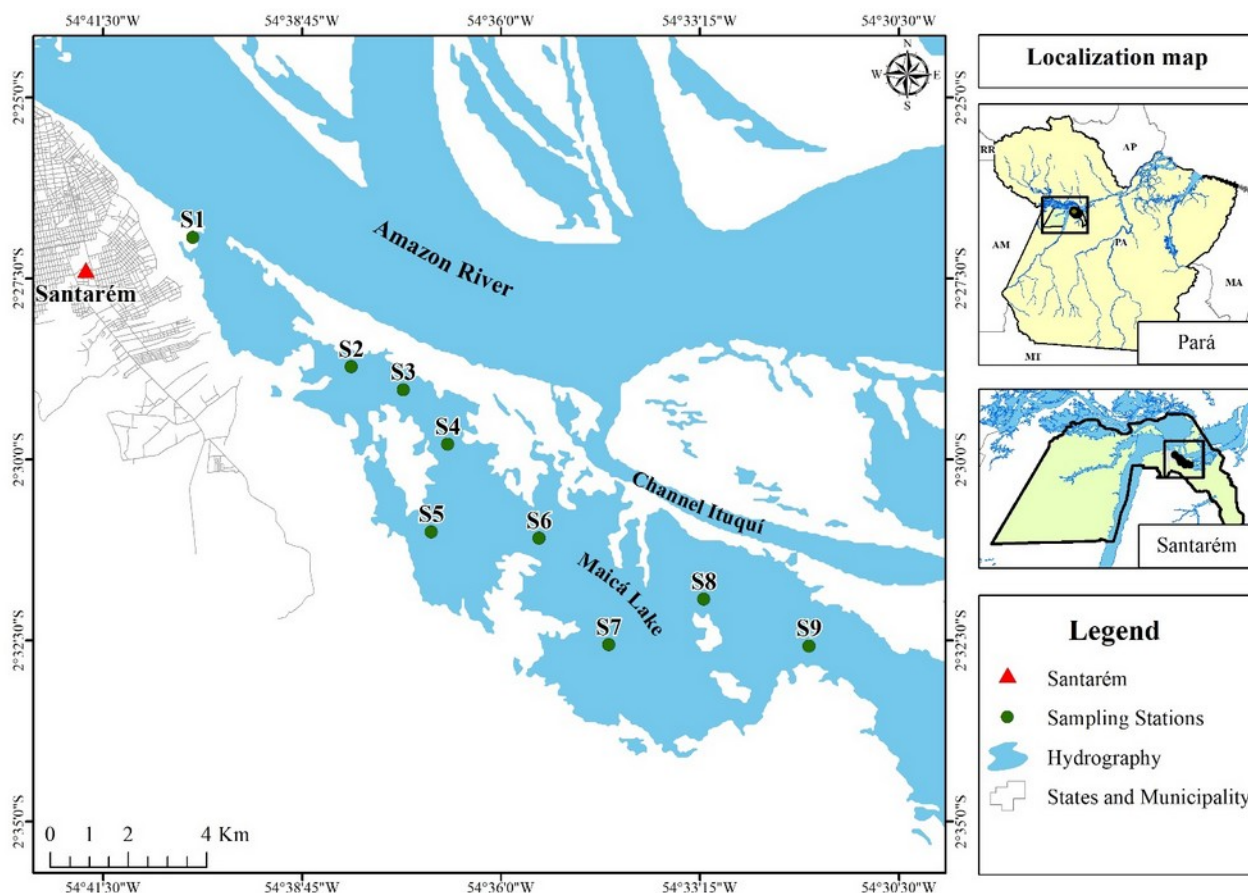 54°41'30"W 54°38'45"W 54°36'0"W 54°33'15"W 54°30'30"W
N
W E
S
2°25'0"S
2°27'30"S
2°30'0"S
2°32'30"S
2°35'0"S
S1
Santarém
Amazon River
S2
S3
S4
Channel Ituquí
S5
S6
Maicá Lake
S8
S7
S9
0 1 2 4 Km
54°41'30"W 54°38'45"W 54°36'0"W 54°33'15"W 54°30'30"W
2°25'0"S
2°27'30"S
2°30'0"S
2°32'30"S
2°35'0"S
Localization map
RR
AP
AM
PA
MA
MT
Pará
Santarém
Legend
Santarém
Sampling Stations
Hydrography
States and Municipality